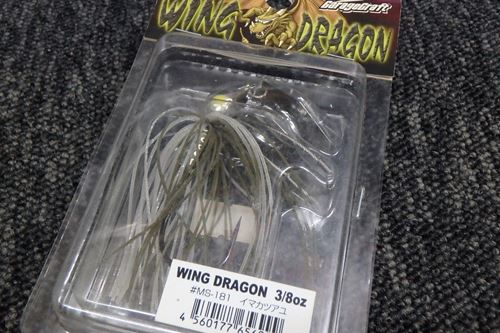 GarageCraft
WING DRAGON
WING DRAGON 3/8oz
#MS-181 イマカツアユ